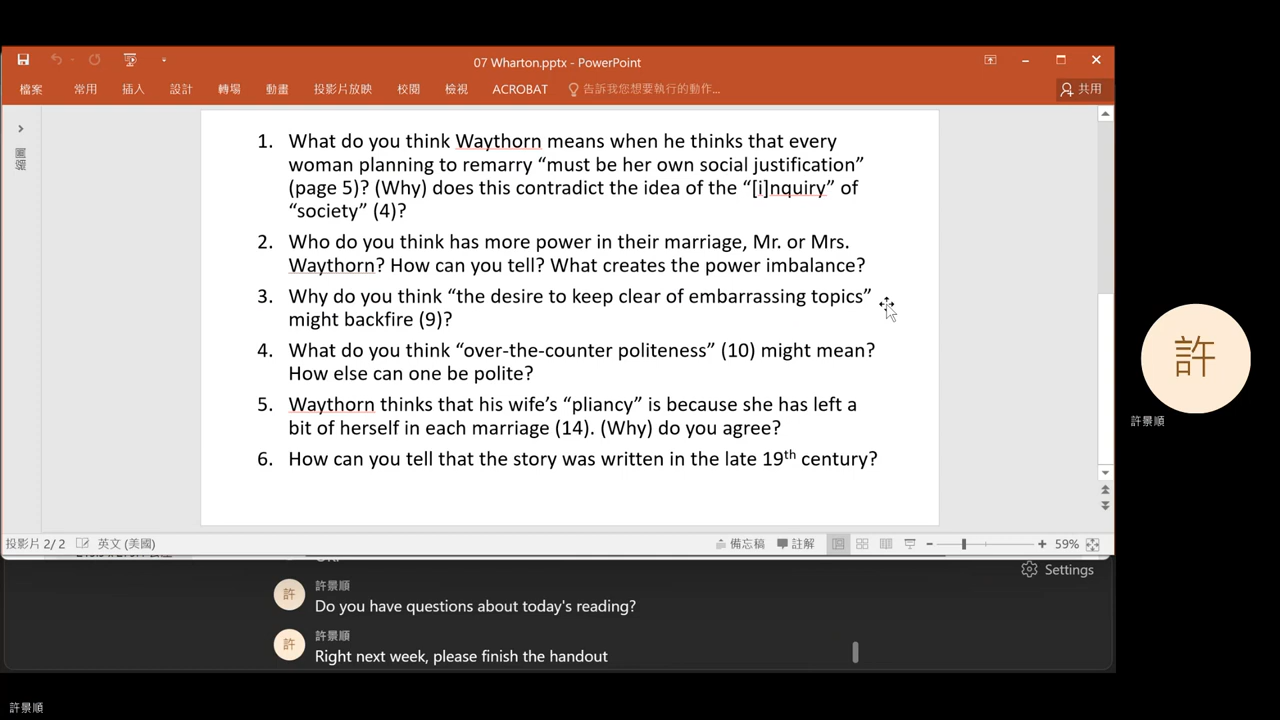 07 Wharton.pptx - PowerPoint
檔案 常用 插入 設計 轉場 動畫 投影片放映 校閱 檢視 ACROBAT 告訴我您想要執行的動作... 共用
圖
縮
1. What do you think Waythorn means when he thinks that every
woman planning to remarry “must be her own social justification”
(page 5)? (Why) does this contradict the idea of the “[i]nquiry” of
“society” (4)?
2. Who do you think has more power in their marriage, Mr. or Mrs.
Waythorn? How can you tell? What creates the power imbalance?
3. Why do you think “the desire to keep clear of embarrassing topics”
might backfire (9)?
4. What do you think “over-the-counter politeness” (10) might mean?
How else can one be polite?
5. Waythorn thinks that his wife’s “pliancy” is because she has left a
bit of herself in each marriage (14). (Why) do you agree?
6. How can you tell that the story was written in the late 19th century?
許
許景順
投影片 2/2 英文 (美國) 備忘稿 註解 59%
Settings
許景順
許
Do you have questions about today's reading?
許景順
許
Right next week, please finish the handout
許景順